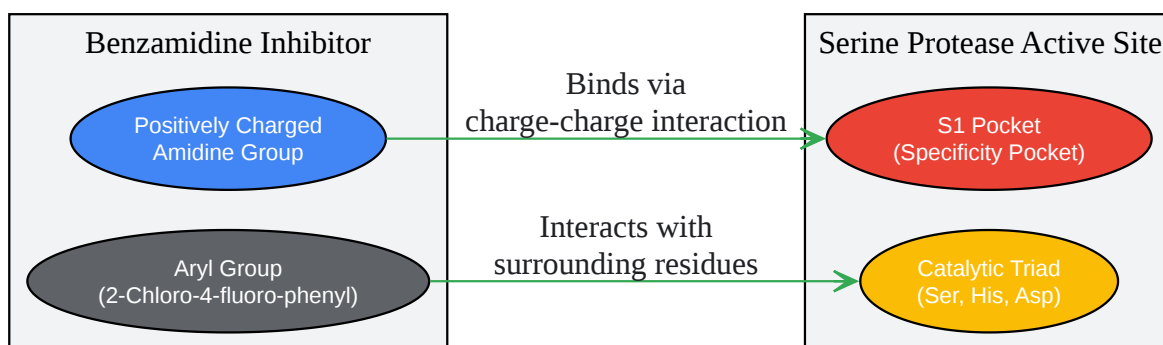 Benzamidine Inhibitor
Positively Charged
Amidine Group
Aryl Group
(2-Chloro-4-fluoro-phenyl)
Binds via
charge-charge interaction
Interacts with
surrounding residues
Serine Protease Active Site
S1 Pocket
(Specificity Pocket)
Catalytic Triad
(Ser, His, Asp)